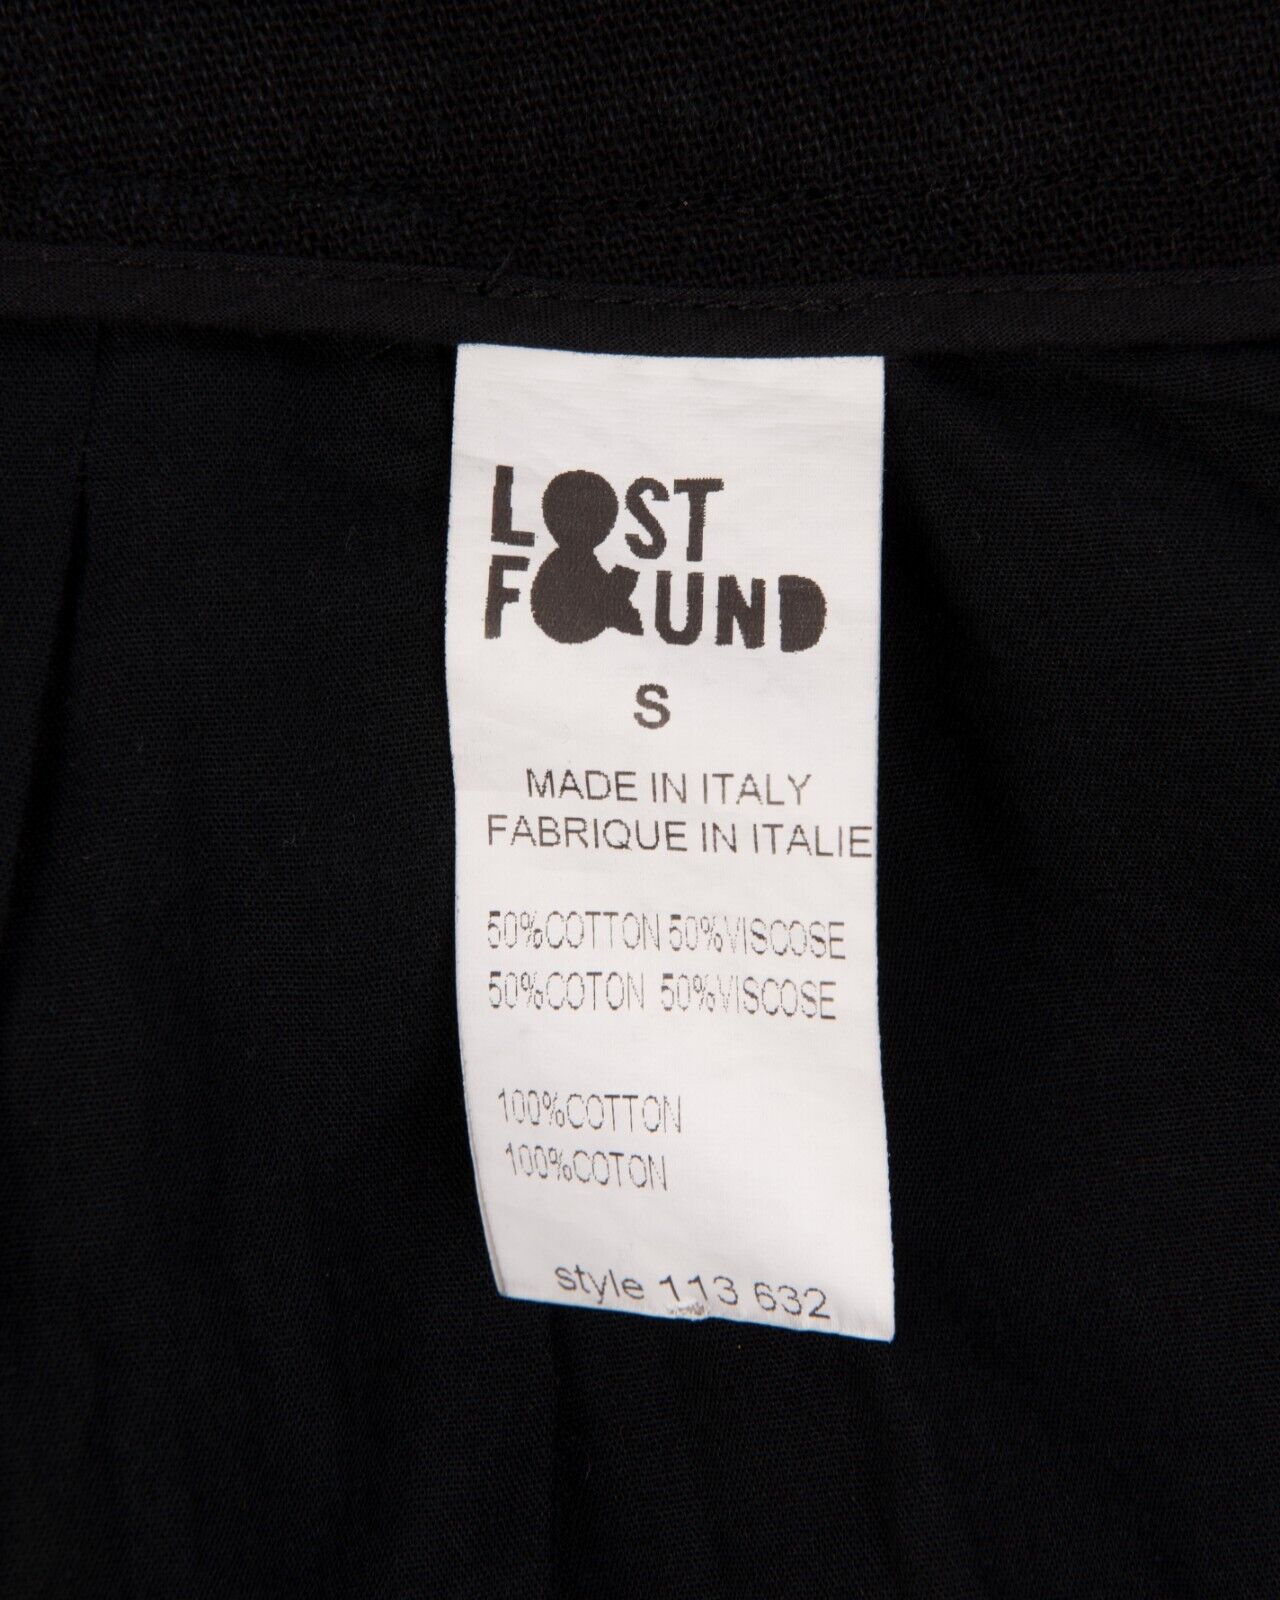 LOST
F&UND
S
MADE IN ITALY
FABRIQUE IN ITALIE
50%COTTON 50%VISCOSE
50%COTON 50%VISCOSE
100%COTTON
100%COTON
style 113 632